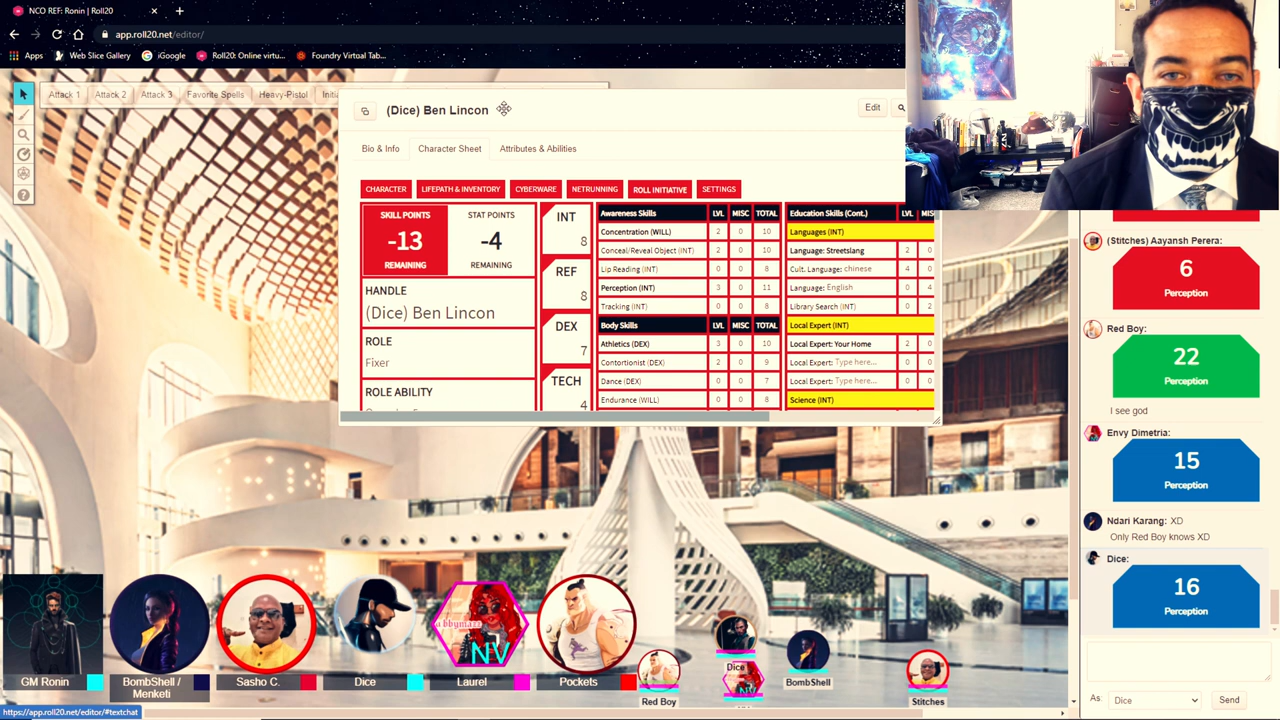 NCO REF: Ronin | Roll20
app.roll20.net/editor/
Apps
Web Slice Gallery
iGoogle
Roll20: Online virtu...
Foundry Virtual Tab...
Attack 1
Attack 2
Attack 3
Favorite Spells
Heavy-Pistol
(Dice) Ben Lincon
Edit
Bio & Info
Character Sheet
Attributes & Abilities
CHARACTER
LIFEPATH & INVENTORY
CYBERWARE
NETRUNNING
ROLL INITIATIVE
SETTINGS
SKILL POINTS
-13
REMAINING
STAT POINTS
-4
REMAINING
HANDLE
(Dice) Ben Lincon
ROLE
Fixer
ROLE ABILITY
INT
8
REF
8
DEX
7
TECH
4
Awareness Skills LVL MISC TOTAL
Concentration (WILL) 2 0 10
Conceal/Reveal Object (INT) 2 0 10
Lip Reading (INT) 0 0 8
Perception (INT) 3 0 11
Tracking (INT) 0 0 8
Body Skills LVL MISC TOTAL
Athletics (DEX) 3 0 10
Contortionist (DEX) 2 0 9
Dance (DEX) 0 0 7
Endurance (WILL) 0 0 8
Education Skills (Cont.) LVL MIS
Languages (INT)
Language: Streetslang 2 0
Cult. Language: chinese 4 0
Language: English 0 4
Library Search (INT) 0 2
Local Expert (INT)
Local Expert: Your Home 2 0
Local Expert: Type here... 0 0
Local Expert: Type here... 0 0
Science (INT)
(Stitches) Aayansh Perera:
6
Perception
Red Boy:
22
Perception
I see god
Envy Dimetria:
15
Perception
Ndari Karang: XD
Only Red Boy knows XD
Dice:
16
Perception
As: Dice
Send
GM Ronin
BombShell /
Menketi
Sasho C.
Dice
Laurel
NV
Pockets
Red Boy
Dice
BombShell
Stitches
https://app.roll20.net/editor/#textchat